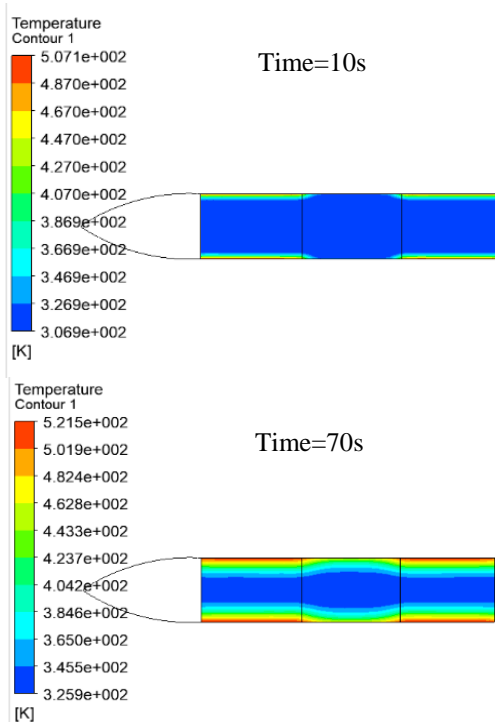 Temperature
Contour 1
5.071e+002
Time=10s
4.870e+002
4.670e+002
4.470e+002
4.270e+002
4.070e+002
3.869e+002
3.669e+002
3.469e+002
3.269e+002
3.069e+002
[K]
Temperature
Contour 1
5.215e+002
Time=70s
5.019e+002
4.824e+002
4.628e+002
4.433e+002
4.237e+002
4.042e+002
3.846e+002
3.650e+002
3.455e+002
3.259e+002
[K]